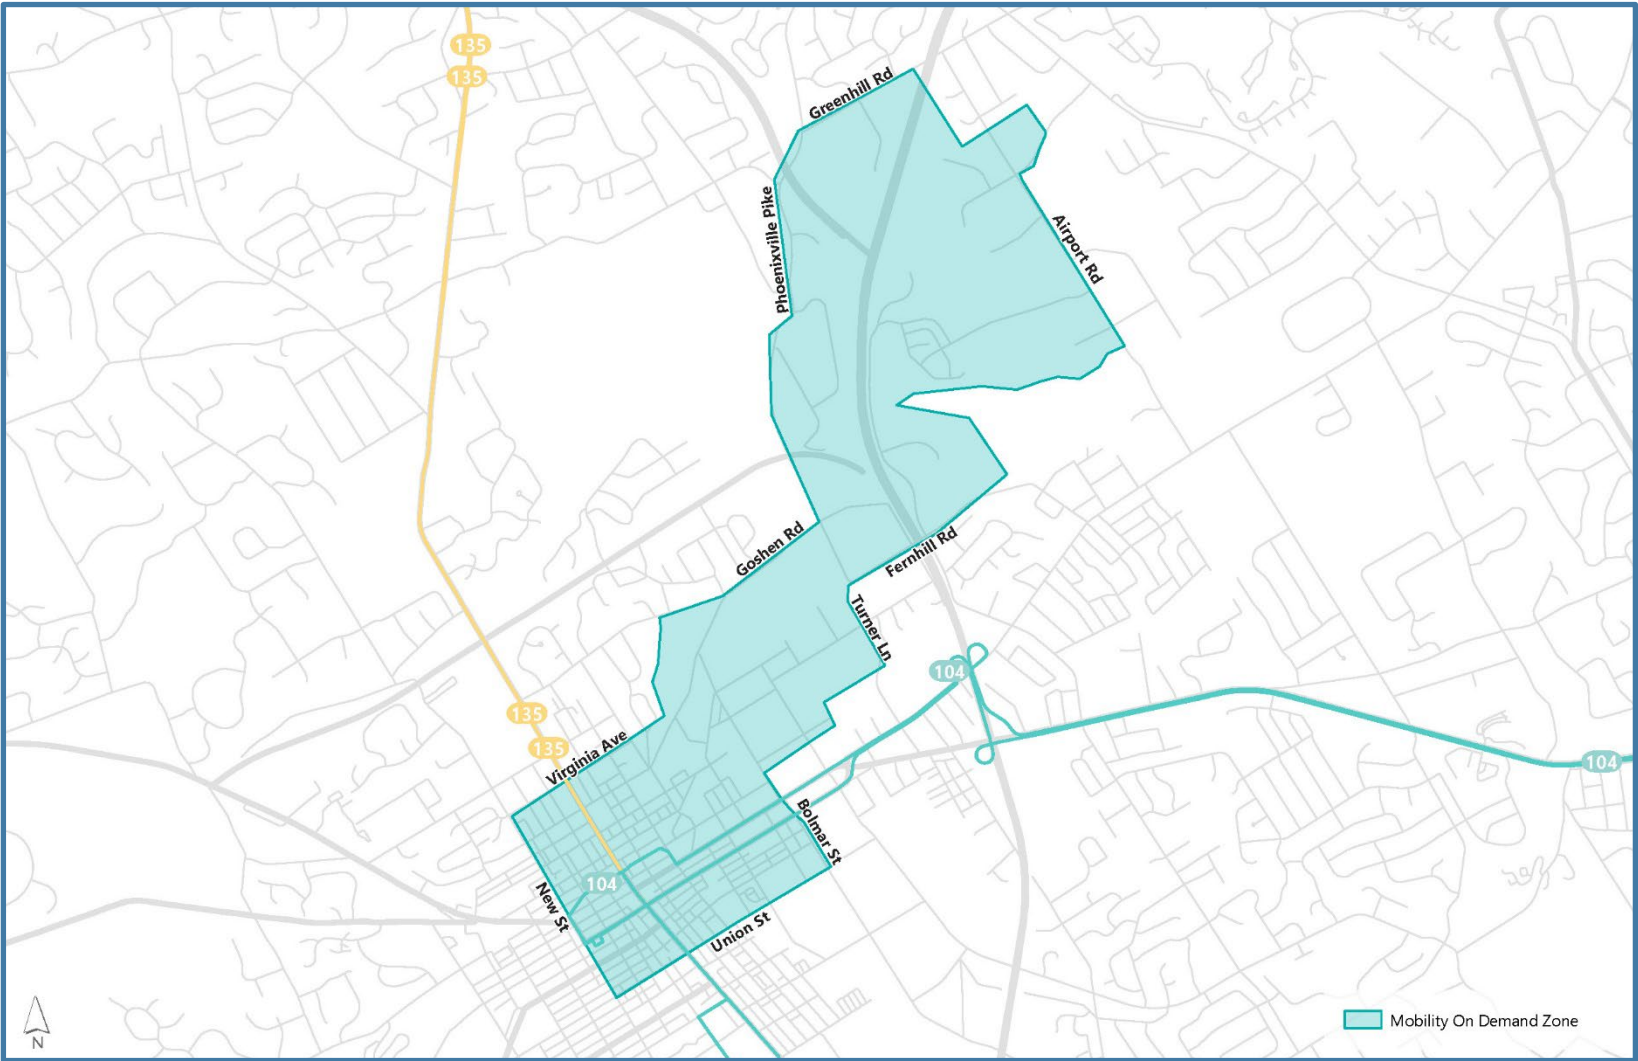 135
135
Greenhill Rd
Phoenixville Pike
Airport Rd
Goshen Rd
Fernhill Rd
Turner Ln
104
135
135
Virginia Ave
104
Bolmar St
104
New St
Union St
N
Mobility On Demand Zone